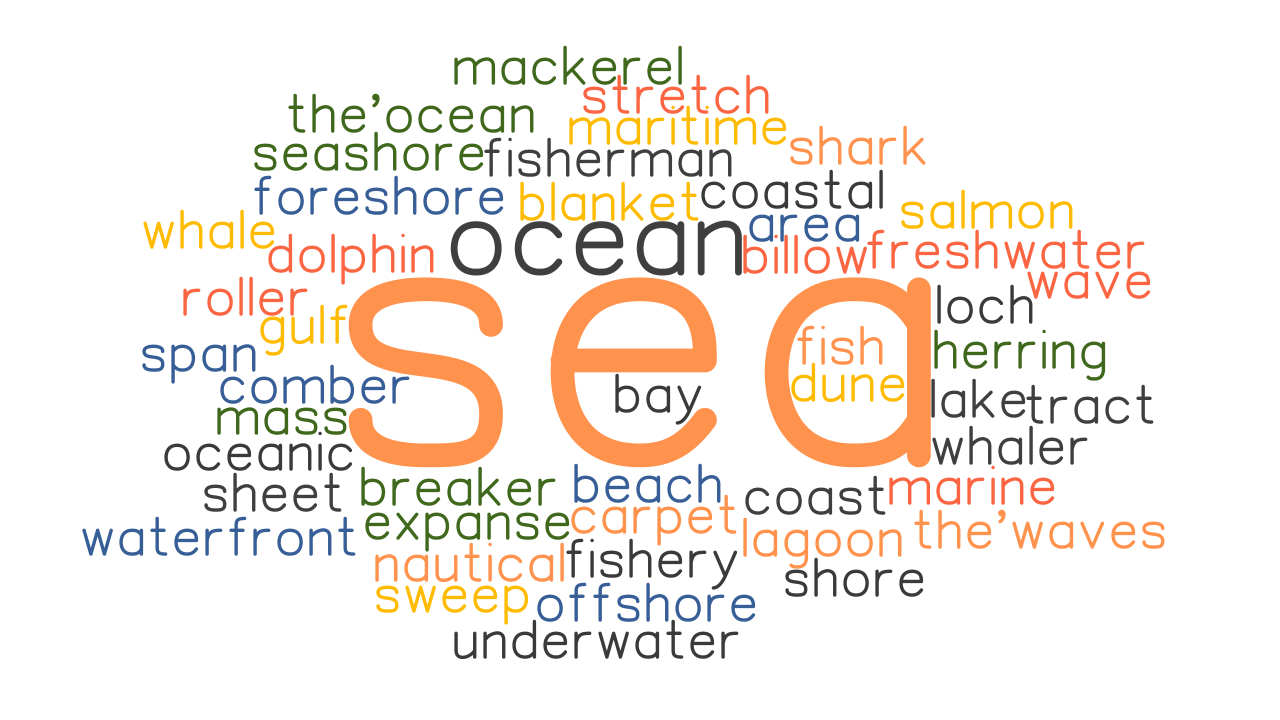 mackerel
stretch
the'ocean
maritime
seashore
fisherman
shark
foreshore
blanket
coastal
whale
area
salmon
dolphin
ocean
billow
freshwater
wave
roller
gulf
sea
loch
span
fish
herring
comber
bay
dune
mass
lake
tract
oceanic
whaler
sheet
breaker
beach
coast
marine
waterfront
expanse
carpet
lagoon
the'waves
nautical
fishery
shore
sweep
offshore
underwater